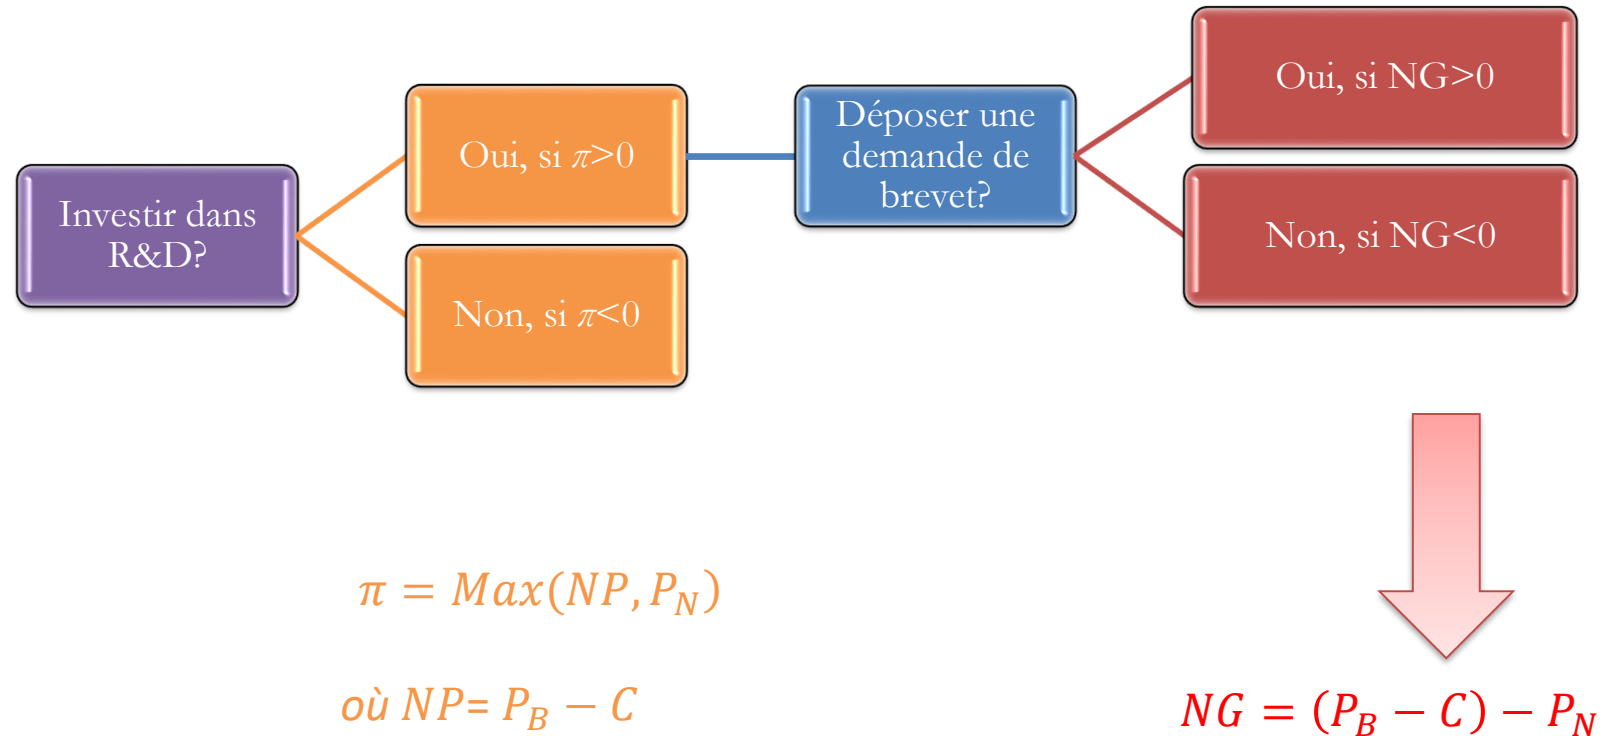 Investir dans
R&D?
Oui, si π>0
Non, si π<0
Déposer une
demande de
brevet?
Oui, si NG>0
Non, si NG<0
π = Max(NP, P_N)
où NP= P_B − C
NG = (P_B − C) − P_N